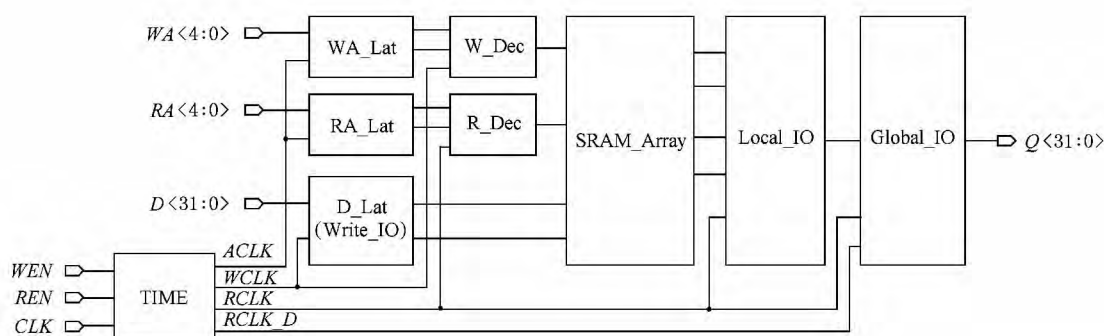 WA<4:0>
WA_Lat
W_Dec
RA<4:0>
RA_Lat
R_Dec
SRAM_Array
Local_IO
Global_IO
Q<31:0>
D<31:0>
D_Lat
(Write_IO)
WEN
REN
CLK
TIME
ACLK
WCLK
RCLK
RCLK_D